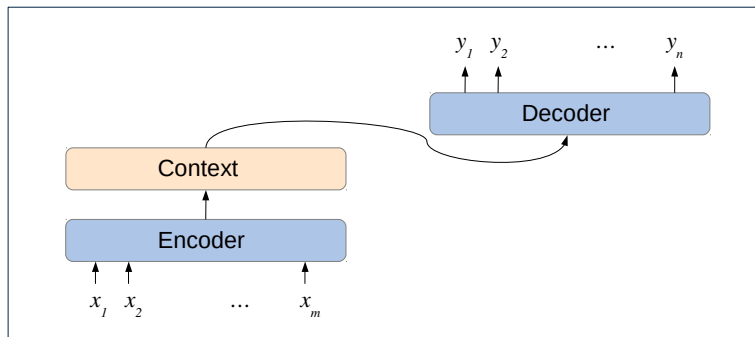 y₁ y₂ ... yₙ
Decoder
Context
Encoder
x₁ x₂ ... xₘ